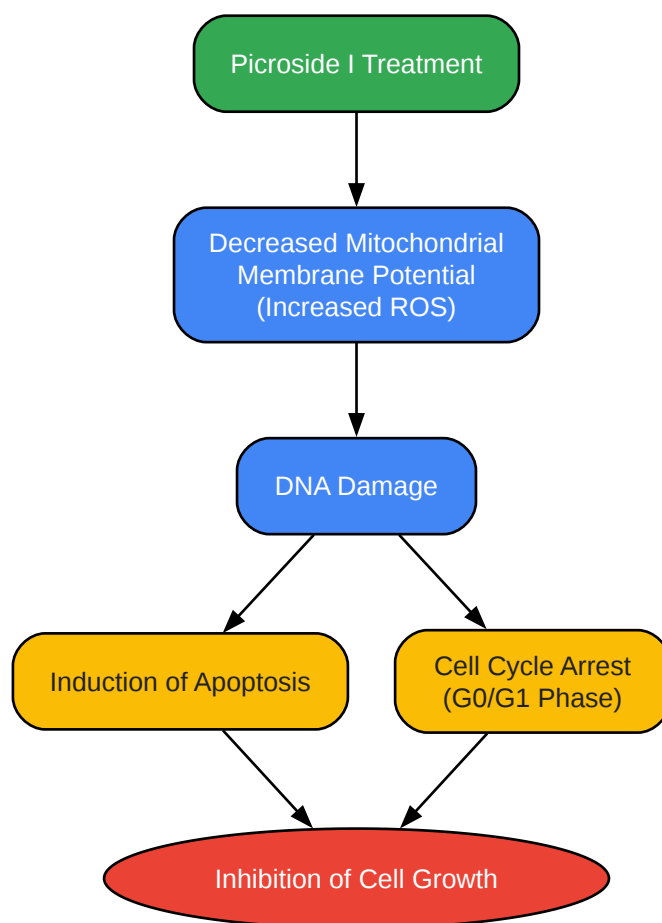 Picroside I Treatment
Decreased Mitochondrial
Membrane Potential
(Increased ROS)
DNA Damage
Induction of Apoptosis
Cell Cycle Arrest
(G0/G1 Phase)
Inhibition of Cell Growth